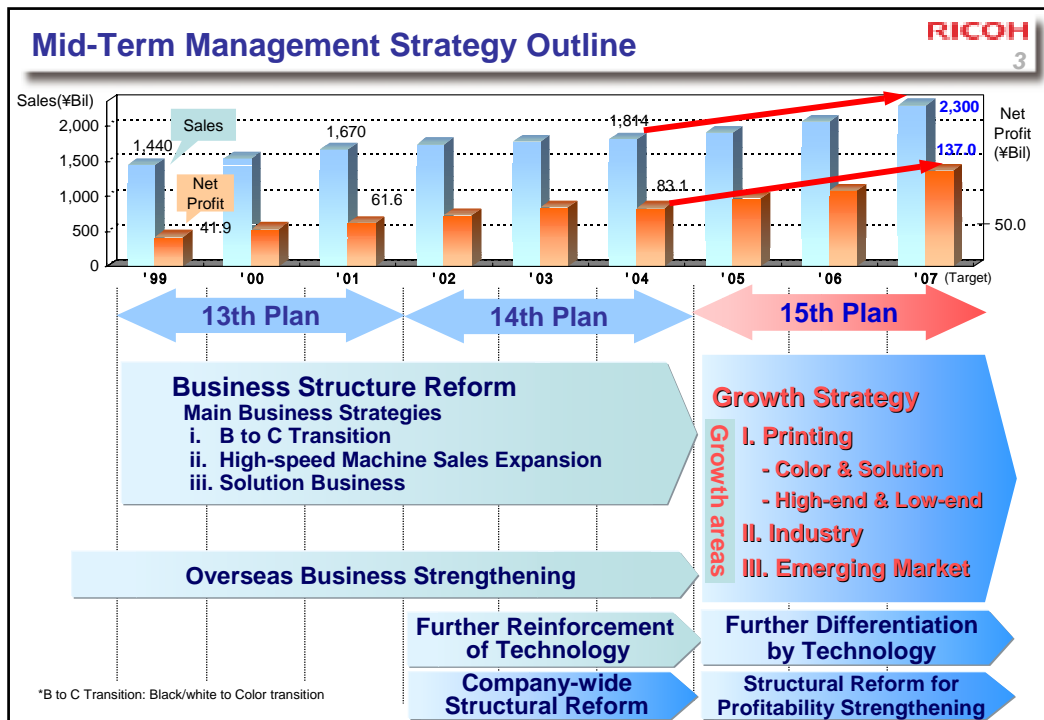 Mid-Term Management Strategy Outline
RICOH
3
Sales(¥Bil)
2,000
1,500
1,000
500
0
Sales
Net
Profit
1,440
41.9
1,670
61.6
1,814
83.1
2,300
137.0
Net
Profit
(¥Bil)
50.0
'99
'00
'01
'02
'03
'04
'05
'06
'07
(Target)
13th Plan
14th Plan
15th Plan
Business Structure Reform
Main Business Strategies
i. B to C Transition
ii. High-speed Machine Sales Expansion
iii. Solution Business
Growth Strategy
Growth areas
I. Printing
- Color & Solution
- High-end & Low-end
II. Industry
III. Emerging Market
Overseas Business Strengthening
Further Reinforcement
of Technology
Further Differentiation
by Technology
Company-wide
Structural Reform
Structural Reform for
Profitability Strengthening
*B to C Transition: Black/white to Color transition